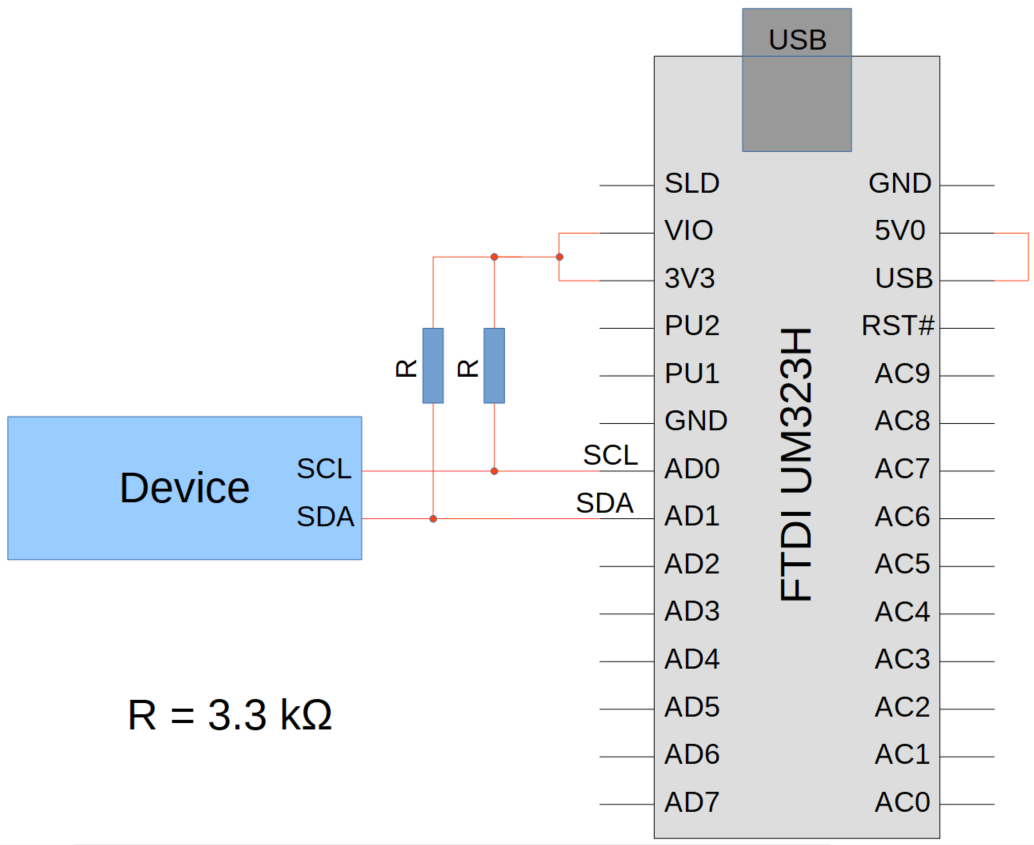 USB
SLD
GND
VIO
5V0
3V3
USB
PU2
RST#
PU1
AC9
GND
AC8
R
R
SCL
SCL
AD0
AC7
Device
SDA
SDA
AD1
AC6
FTDI UM323H
AD2
AC5
AD3
AC4
AD4
AC3
R = 3.3 kΩ
AD5
AC2
AD6
AC1
AD7
AC0